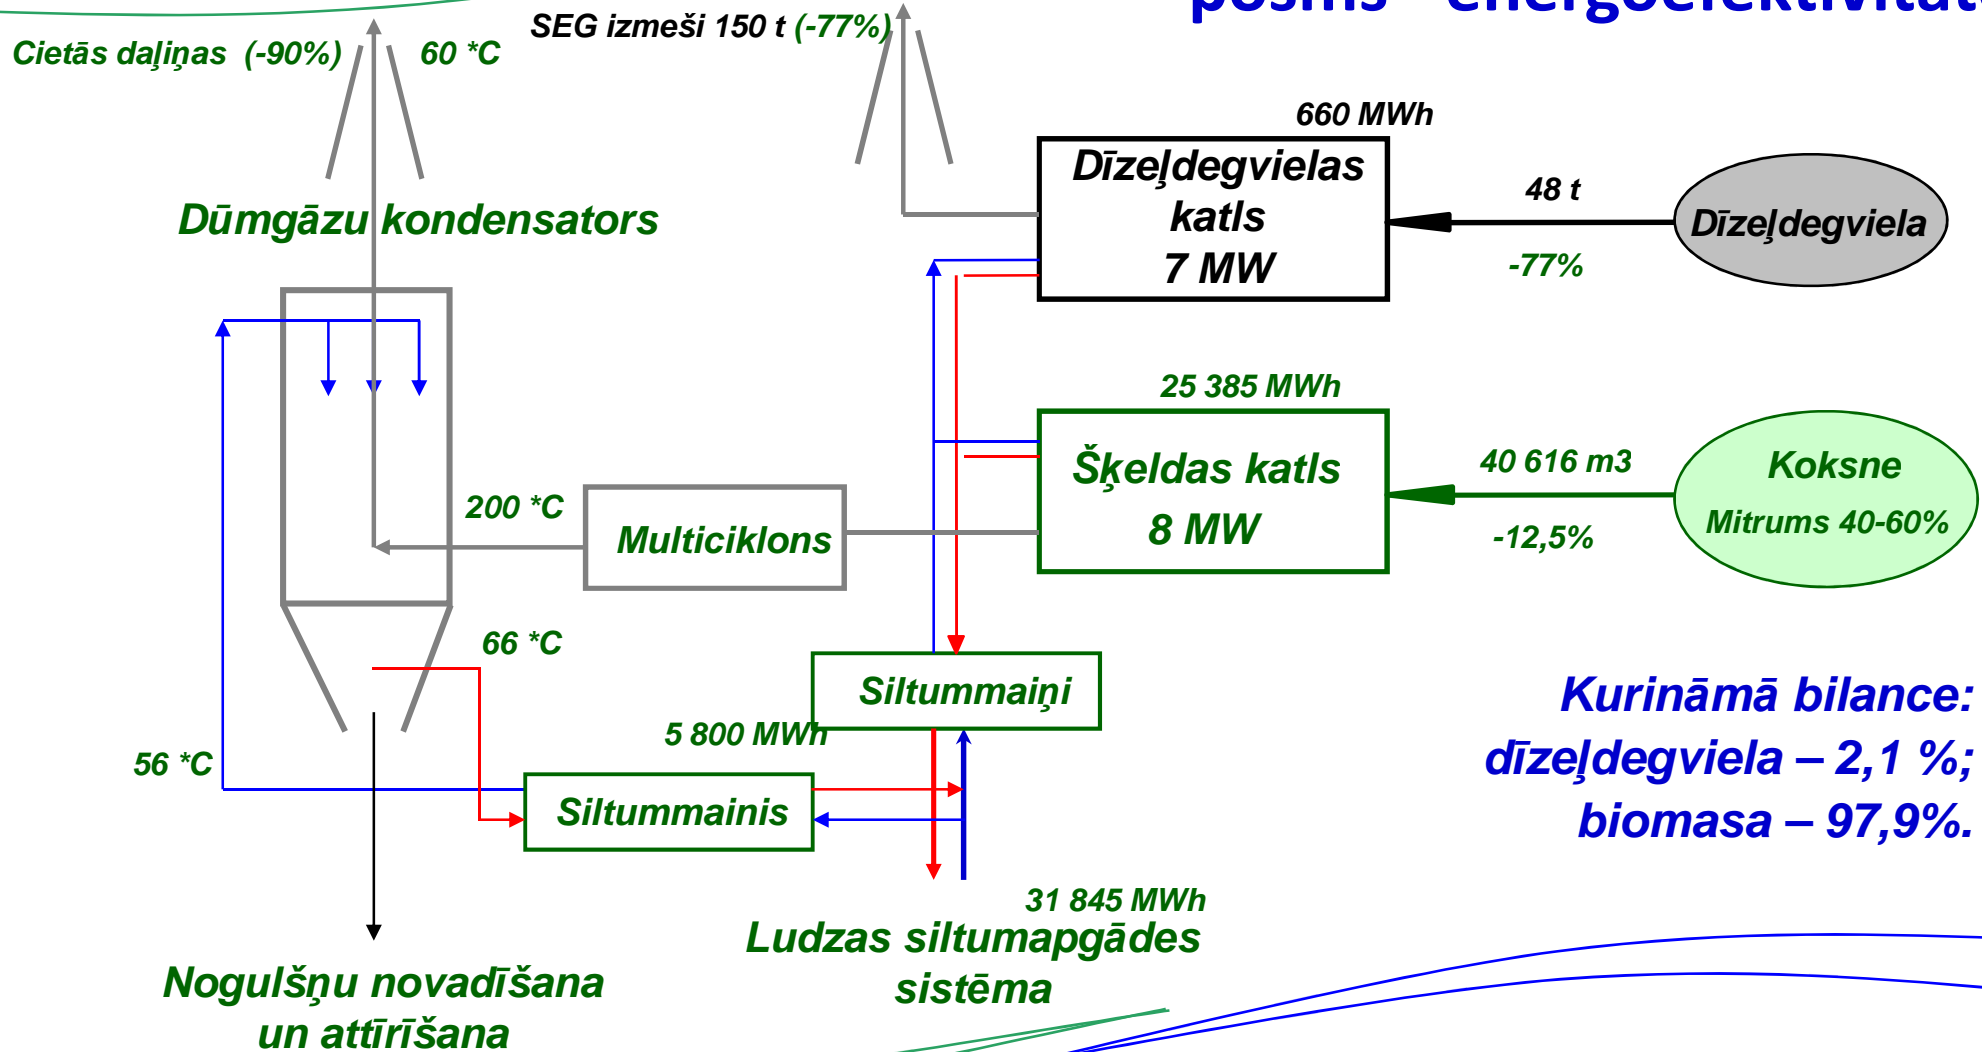 posms - energoefektivitāte
SEG izmeši 150 t (-77%)
Cietās daļiņas (-90%)
60 *C
660 MWh
Dīzeļdegvielas
katls
7 MW
48 t
-77%
Dīzeļdegviela
Dūmgāzu kondensators
25 385 MWh
Šķeldas katls
8 MW
40 616 m3
-12,5%
Koksne
Mitrums 40-60%
200 *C
Multiciklons
66 *C
Siltummaiņi
5 800 MWh
56 *C
Siltummainis
Kurināmā bilance:
dīzeļdegviela – 2,1 %;
biomasa – 97,9%.
31 845 MWh
Ludzas siltumapgādes
sistēma
Nogulšņu novadīšana
un attīrīšana